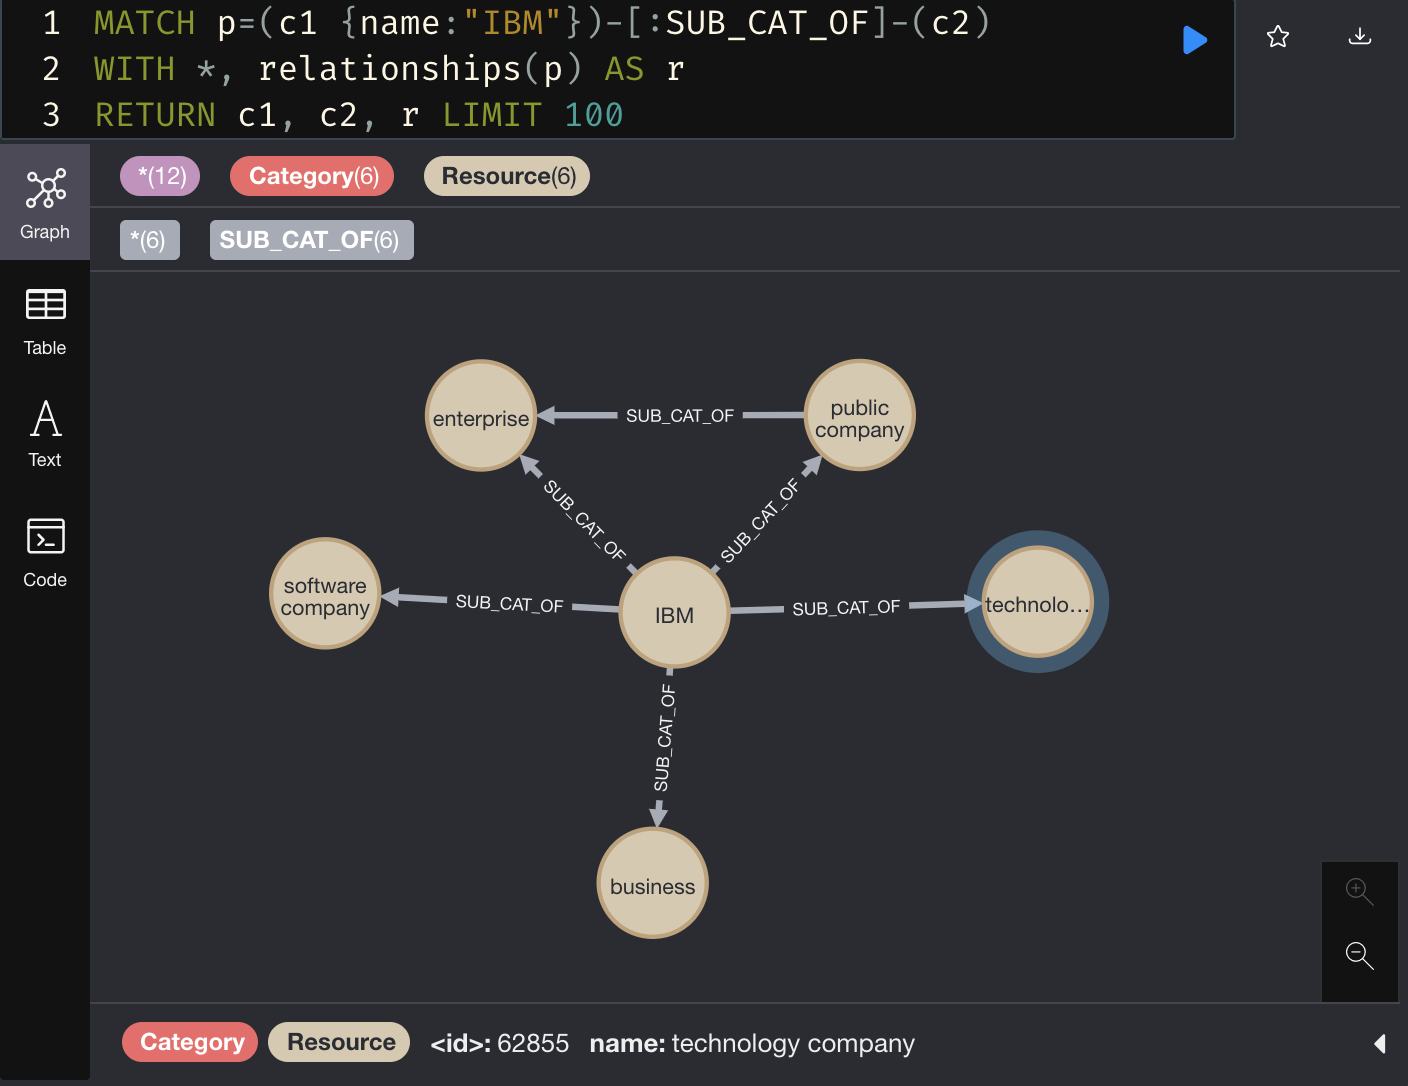 1 MATCH p=(c1 {name:"IBM"})-[:SUB_CAT_OF]-(c2)
2 WITH *, relationships(p) AS r
3 RETURN c1, c2, r LIMIT 100
Graph
*(12) Category(6) Resource(6)
*(6) SUB_CAT_OF(6)
Table
Text
Code
enterprise
SUB_CAT_OF
public
company
SUB_CAT_OF
SUB_CAT_OF
software
company
SUB_CAT_OF
IBM
SUB_CAT_OF
technolo...
SUB_CAT_OF
business
Category Resource <id>: 62855 name: technology company